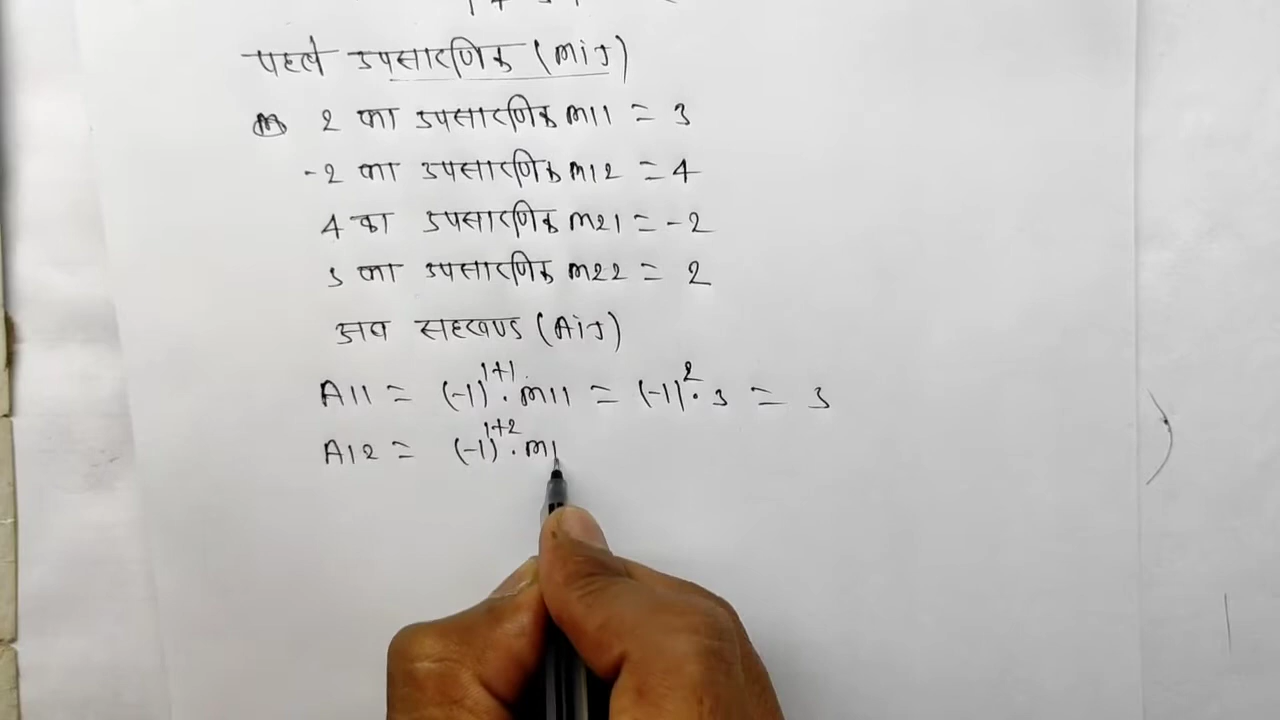 पहले उपसारणिक (Mij)
2 का उपसारणिक M11 = 3
-2 का उपसारणिक M12 = 4
4 का उपसारणिक M21 = -2
3 का उपसारणिक M22 = 2
अब सहखण्ड (Aij)
A11 = (-1)^1+1 . M11 = (-1)^2 . 3 = 3
A12 = (-1)^1+2 . M1